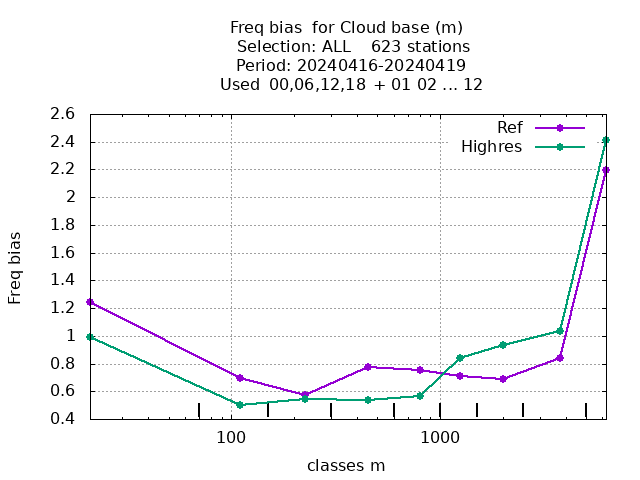 Freq bias  for Cloud base (m)
Selection: ALL    623 stations
Period: 20240416-20240419
Used  00,06,12,18  + 01 02 ... 12
2.6
2.4
2.2
2
1.8
1.6
1.4
1.2
1
0.8
0.6
0.4
Freq bias
Ref
Highres
100
1000
classes m